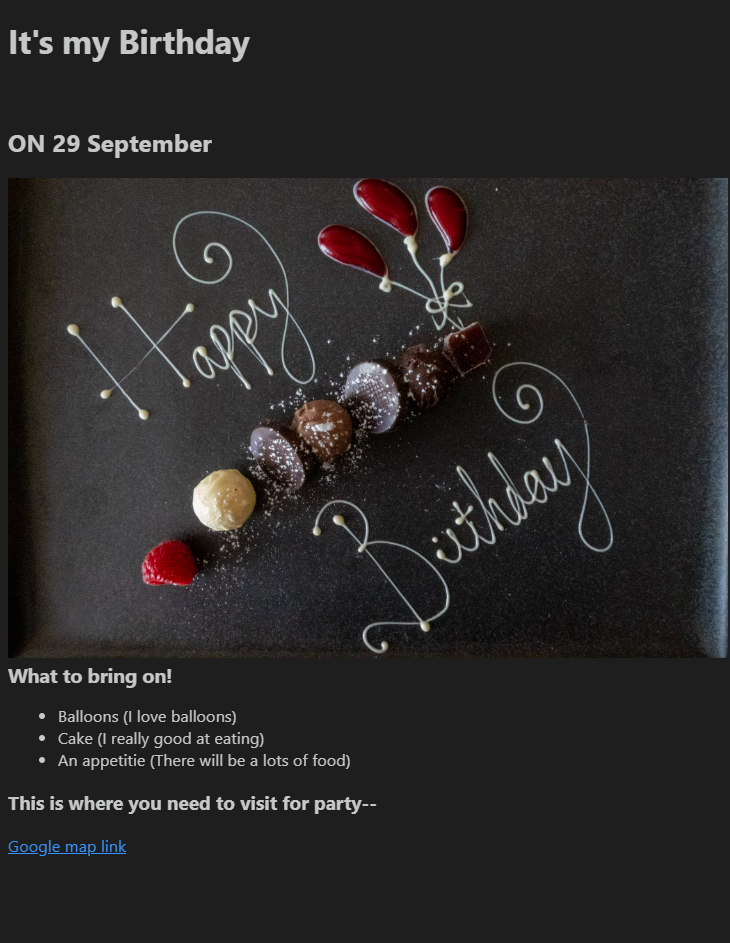 It's my Birthday
ON 29 September
Happy
Birthday
What to bring on!
Balloons (I love balloons)
Cake (I really good at eating)
An appetitie (There will be a lots of food)
This is where you need to visit for party--
Google map link